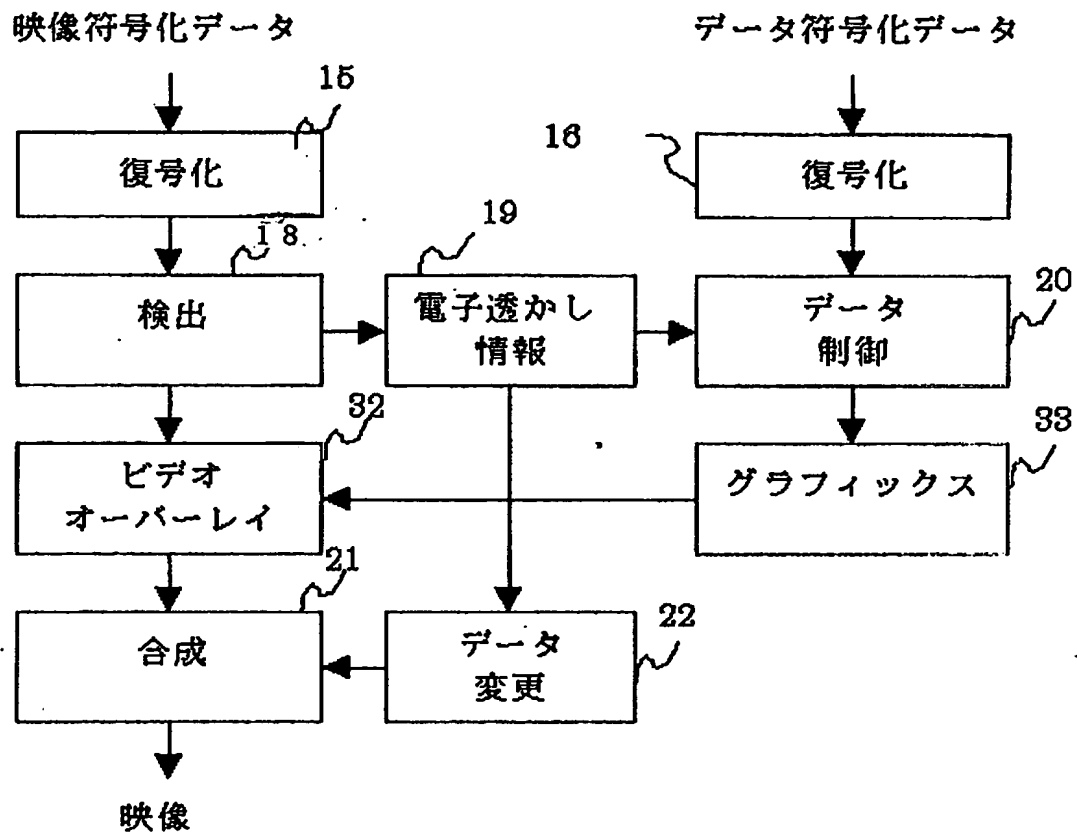 映像符号化データ
データ符号化データ
15
16
復号化
復号化
18
19
20
検出
電子透かし
情報
データ
制御
32
33
ビデオ
オーバーレイ
グラフィックス
21
22
合成
データ
変更
映像